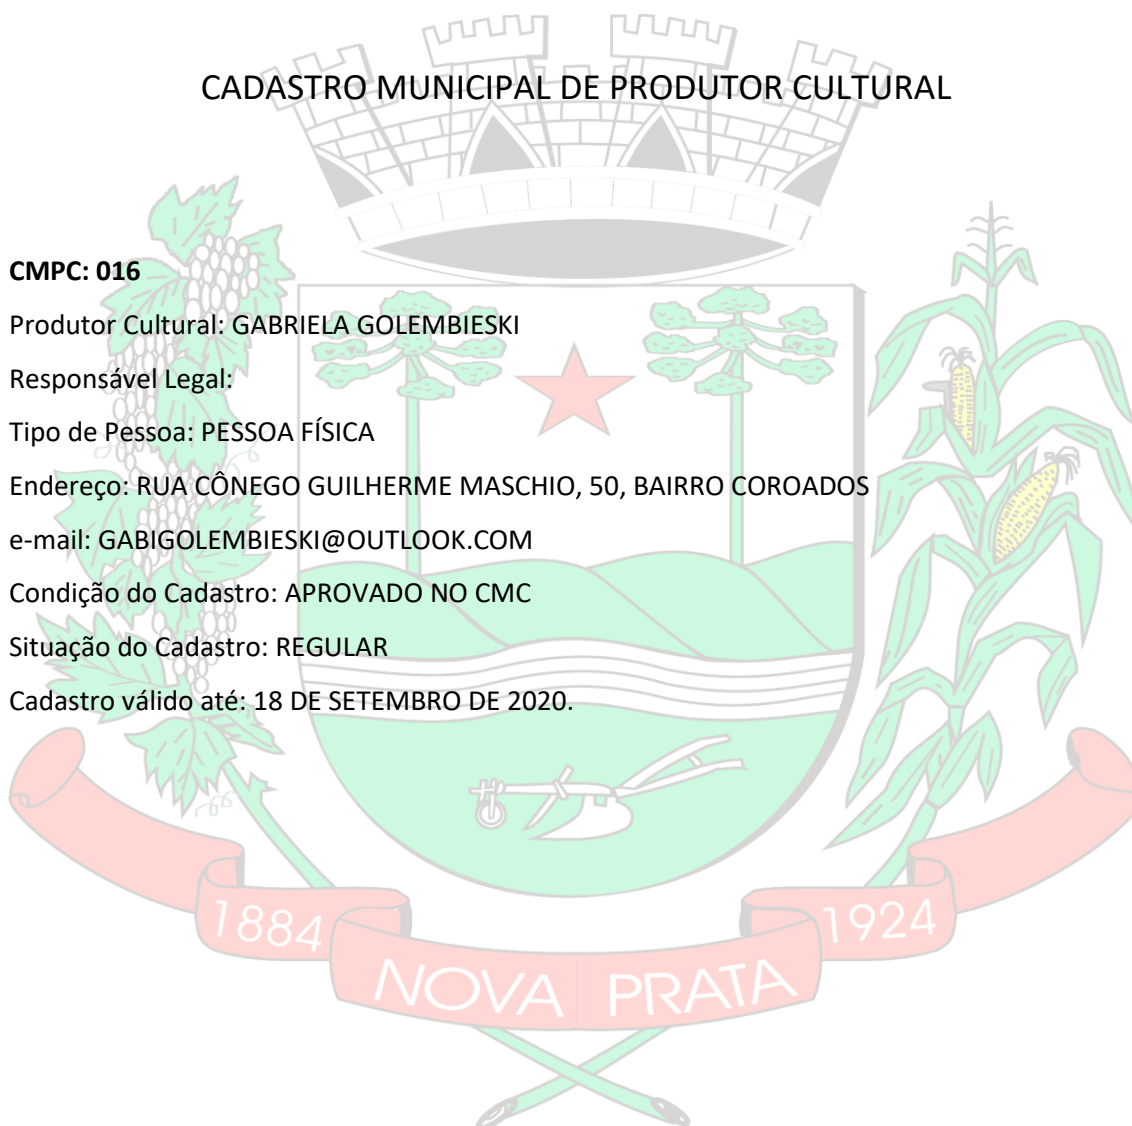 CADASTRO MUNICIPAL DE PRODUTOR CULTURAL
CMPC: 016
Produtor Cultural: GABRIELA GOLEMBIESKI
Responsável Legal:
Tipo de Pessoa: PESSOA FÍSICA
Endereço: RUA CÔNEGO GUILHERME MASCHIO, 50, BAIRRO COROADOS
e-mail: GABIGOLEMBIESKI@OUTLOOK.COM
Condição do Cadastro: APROVADO NO CMC
Situação do Cadastro: REGULAR
Cadastro válido até: 18 DE SETEMBRO DE 2020.
1884
1924
NOVA PRATA